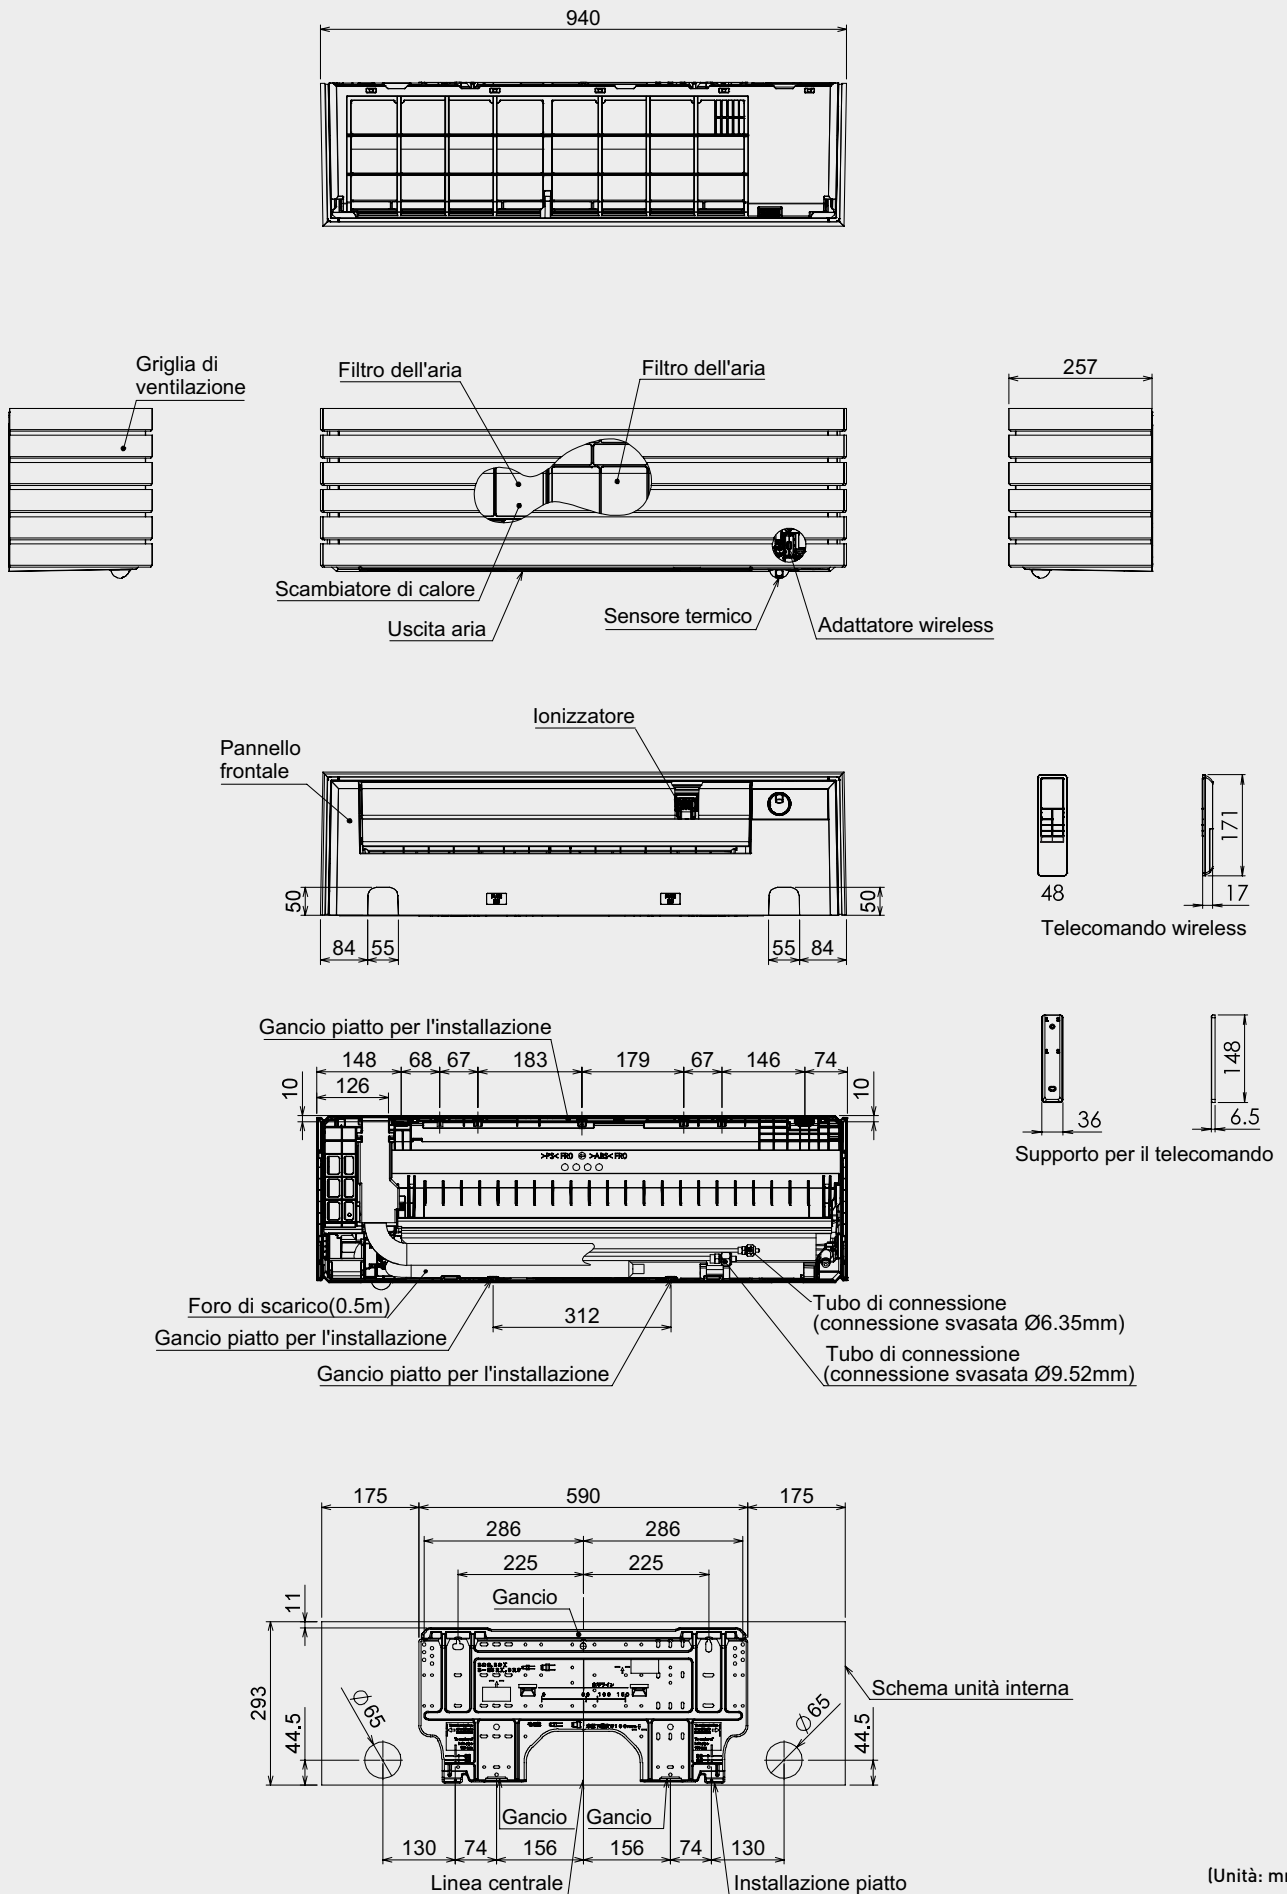 940
Griglia di
ventilazione
Filtro dell'aria
Filtro dell'aria
257
Scambiatore di calore
Uscita aria
Sensore termico
Adattatore wireless
Ionizzatore
Pannello
frontale
50
50
84
55
55
84
48
171
17
Telecomando wireless
Gancio piatto per l'installazione
148
68
67
183
179
67
146
74
126
10
10
>PS<FR0
>ABS<FR0
148
36
6.5
Supporto per il telecomando
Foro di scarico(0.5m)
Gancio piatto per l'installazione
312
Gancio piatto per l'installazione
Tubo di connessione
(connessione svasata Ø6.35mm)
Tubo di connessione
(connessione svasata Ø9.52mm)
175
590
175
286
286
225
225
11
Gancio
293
Schema unità interna
Ø65
Ø65
44.5
44.5
Gancio
Gancio
130
74
156
156
74
130
Linea centrale
Installazione piatto
(Unità: m